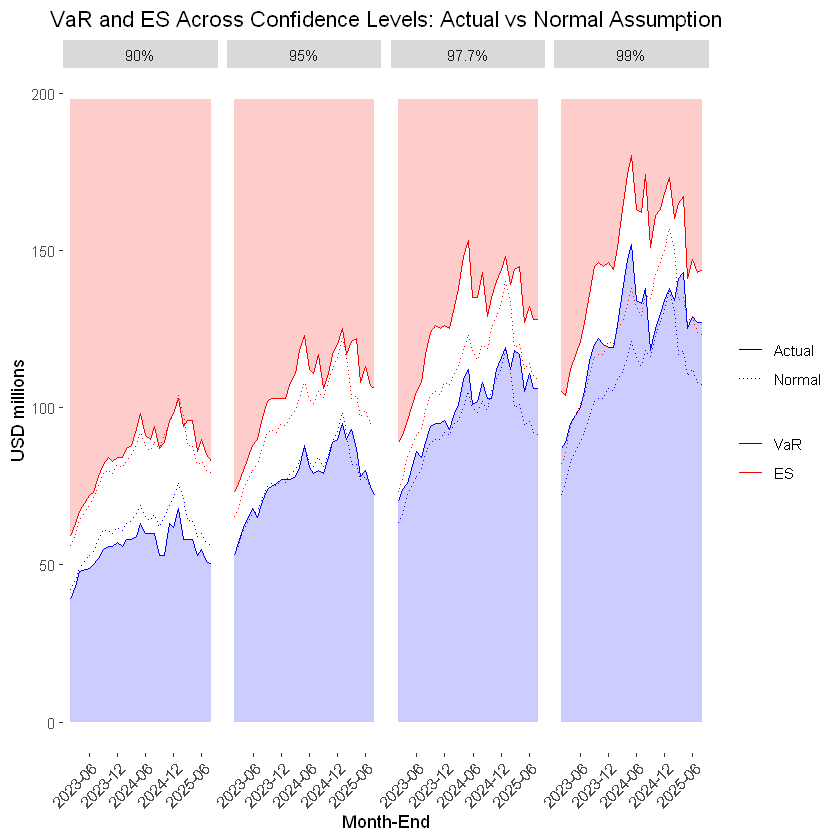 VaR and ES Across Confidence Levels: Actual vs Normal Assumption
90% 95% 97.7% 99%
200
150
100
50
0
USD millions
Actual
Normal
VaR
ES
2023-06 2023-12 2024-06 2024-12 2025-06 2023-06 2023-12 2024-06 2024-12 2025-06 2023-06 2023-12 2024-06 2024-12 2025-06 2023-06 2023-12 2024-06 2024-12 2025-06
Month-End